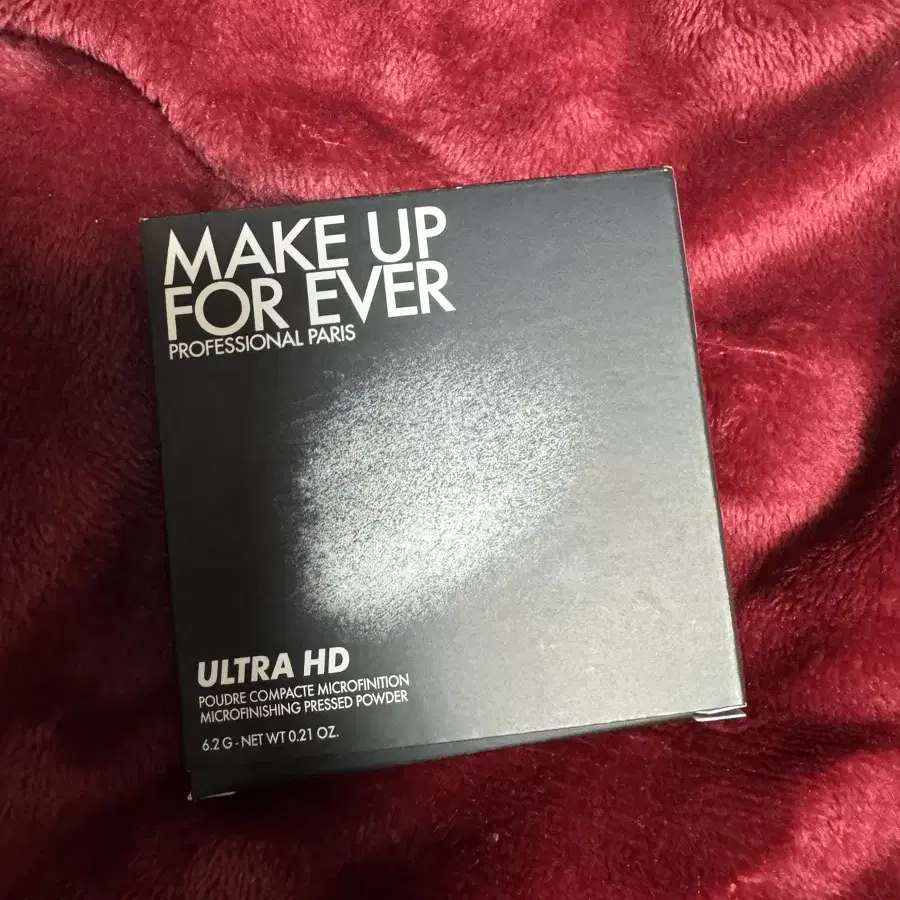 MAKE UP
FOR EVER
PROFESSIONAL PARIS
ULTRA HD
POUDRE COMPACTE MICROFINITION
MICROFINISHING PRESSED POWDER
6.2 G - NET WT 0.21 OZ.